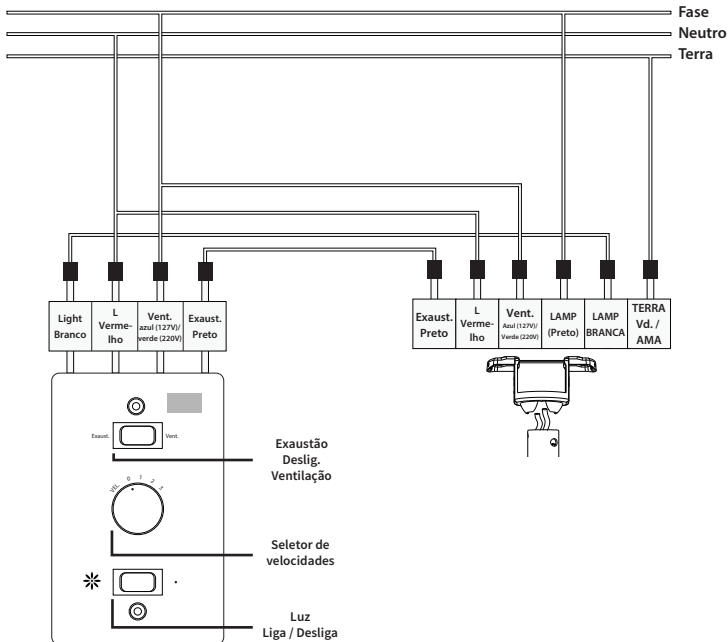 Fase
Neutro
Terra
Light
Branco
L
Verme-
lho
Vent.
azul (127V)/
verde (220V)
Exaust.
Preto
Exaust.
Preto
L
Verme-
lho
Vent.
Azul (127V)/
Verde (220V)
LAMP
(Preto)
LAMP
BRANCA
TERRA
Vd. /
AMA
Exaust.
Vent.
Exaustão
Deslig.
Ventilação
VEL. 0 1 2 3
Seletor de
velocidades
Luz
Liga / Desliga